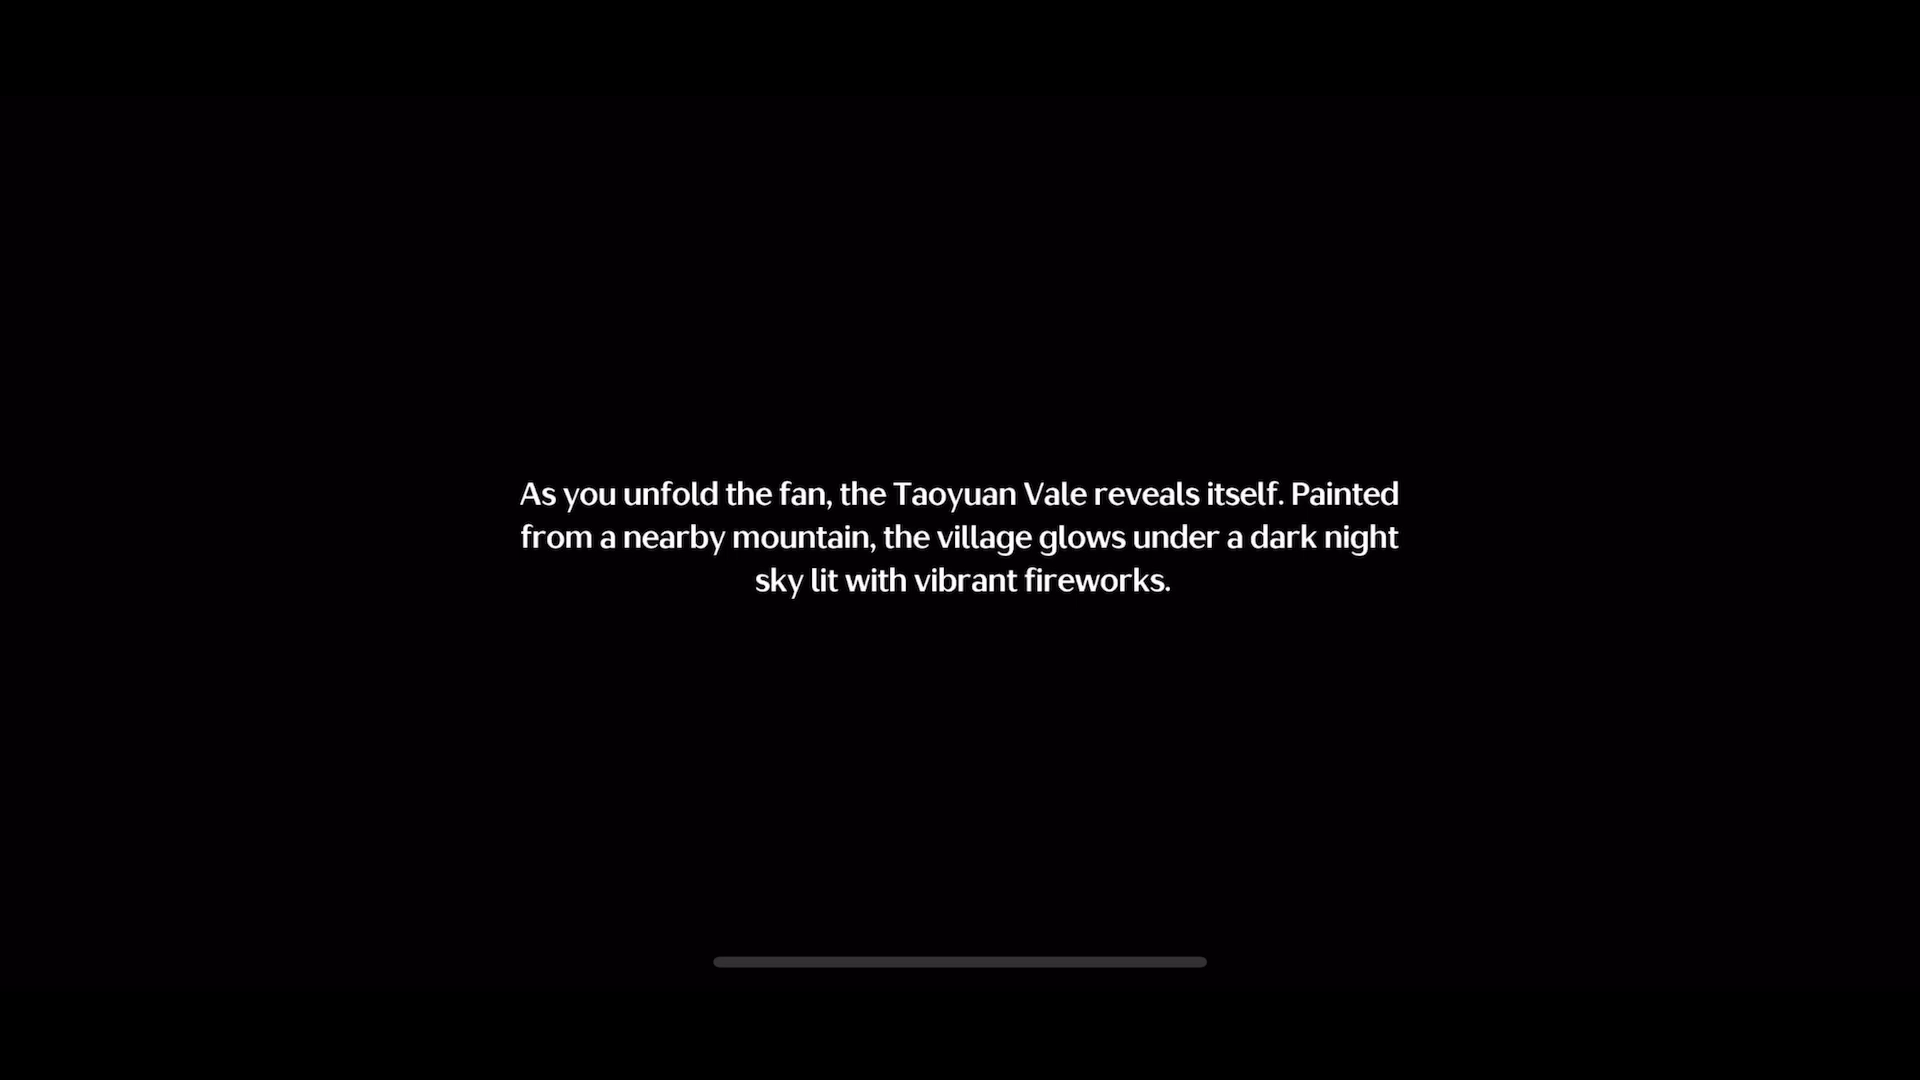 As you unfold the fan, the Taoyuan Vale reveals itself. Painted
from a nearby mountain, the village glows under a dark night
sky lit with vibrant fireworks.